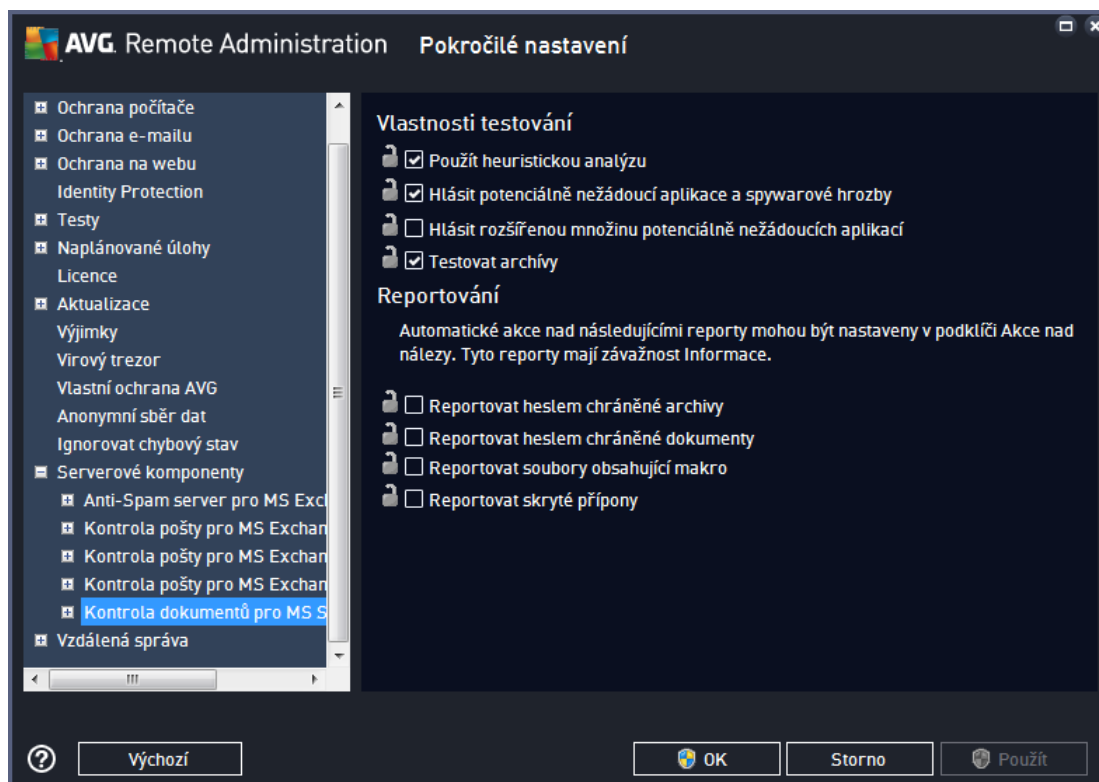 AVG. Remote Administration Pokročilé nastavení
Ochrana počítače
Ochrana e-mailu
Ochrana na webu
Identity Protection
Testy
Naplánované úlohy
Licence
Aktualizace
Výjimky
Virový trezor
Vlastní ochrana AVG
Anonymní sběr dat
Ignorovat chybový stav
Serverové komponenty
Anti-Spam server pro MS Excl
Kontrola pošty pro MS Exchan
Kontrola pošty pro MS Exchan
Kontrola pošty pro MS Exchan
Kontrola dokumentů pro MS S
Vzdálená správa
Vlastnosti testování
Použít heuristickou analýzu
Hlásit potenciálně nežádoucí aplikace a spywarové hrozby
Hlásit rozšířenou množinu potenciálně nežádoucích aplikací
Testovat archívy
Reportování
Automatické akce nad následujícími reporty mohou být nastaveny v podklíči Akce nad
nálezy. Tyto reporty mají závažnost Informace.
Reportovat heslem chráněné archivy
Reportovat heslem chráněné dokumenty
Reportovat soubory obsahující makro
Reportovat skryté přípony
Výchozí
OK
Storno
Použít